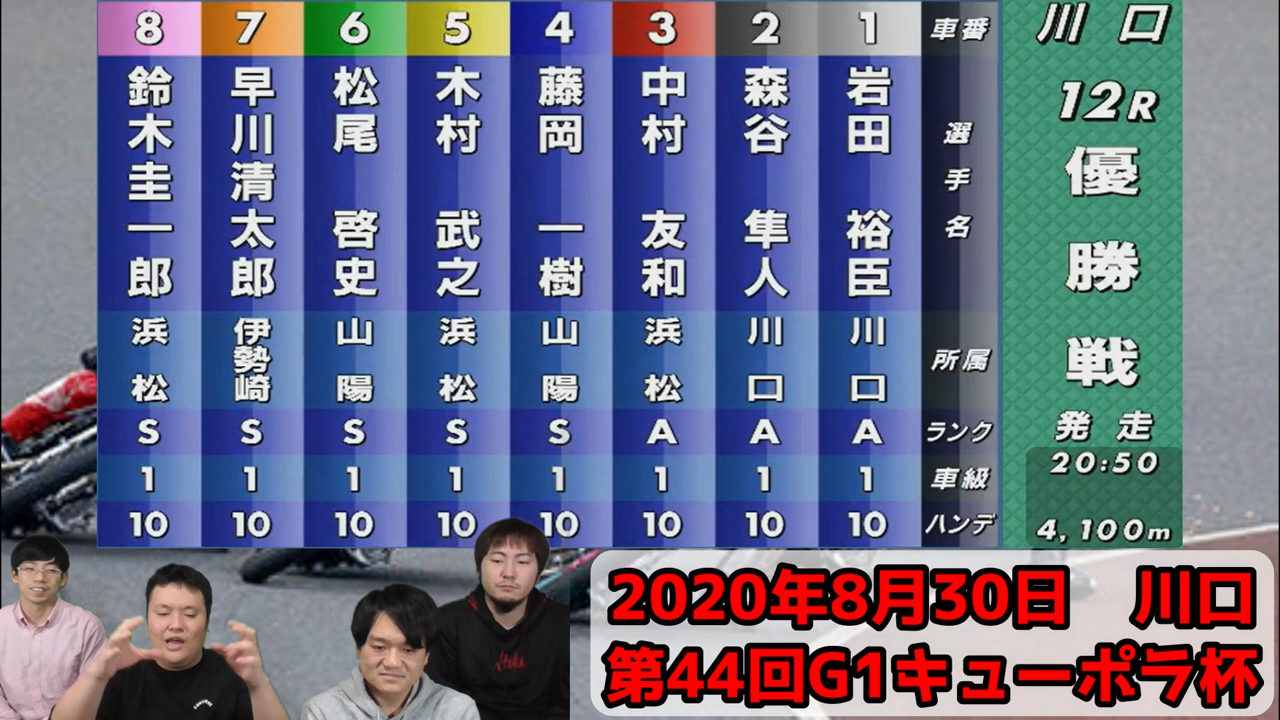 川口
12R
優勝戦
発走
20:50
4,100m
車番 1 2 3 4 5 6 7 8
選手名 岩田裕臣 森谷隼人 中村友和 藤岡一樹 木村武之 松尾啓史 早川清太郎 鈴木圭一郎
所属 川口 川口 浜松 山陽 浜松 山陽 伊勢崎 浜松
ランク A A A S S S S S
車級 1 1 1 1 1 1 1 1
ハンデ 10 10 10 10 10 10 10 10
2020年8月30日 川口
第44回G1キューポラ杯